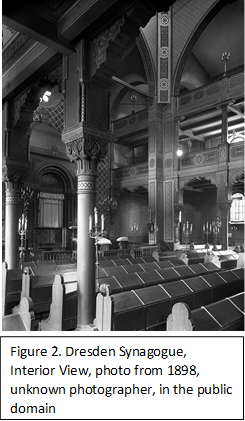 Figure 2. Dresden Synagogue,
Interior View, photo from 1898,
unknown photographer, in the public
domain